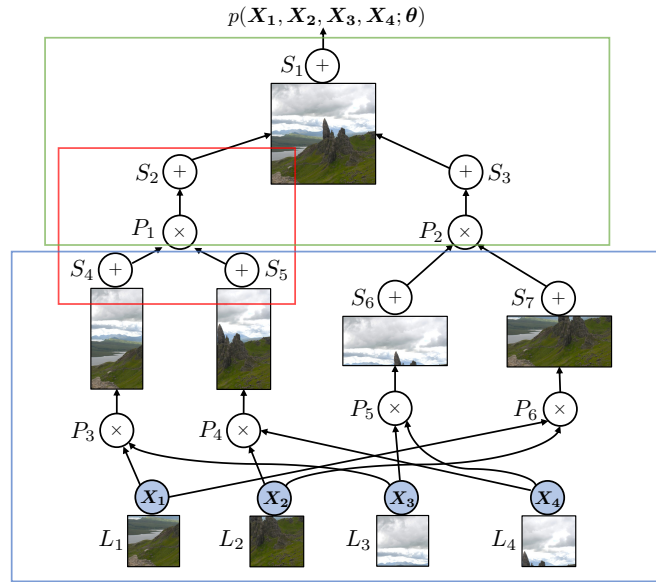 p(X₁, X₂, X₃, X₄; θ)
S₁ +
S₂ + + S₃
P₁ × P₂ ×
S₄ + + S₅
S₆ + S₇ +
P₃ × P₄ × P₅ × P₆ ×
X₁ X₂ X₃ X₄
L₁ L₂ L₃ L₄